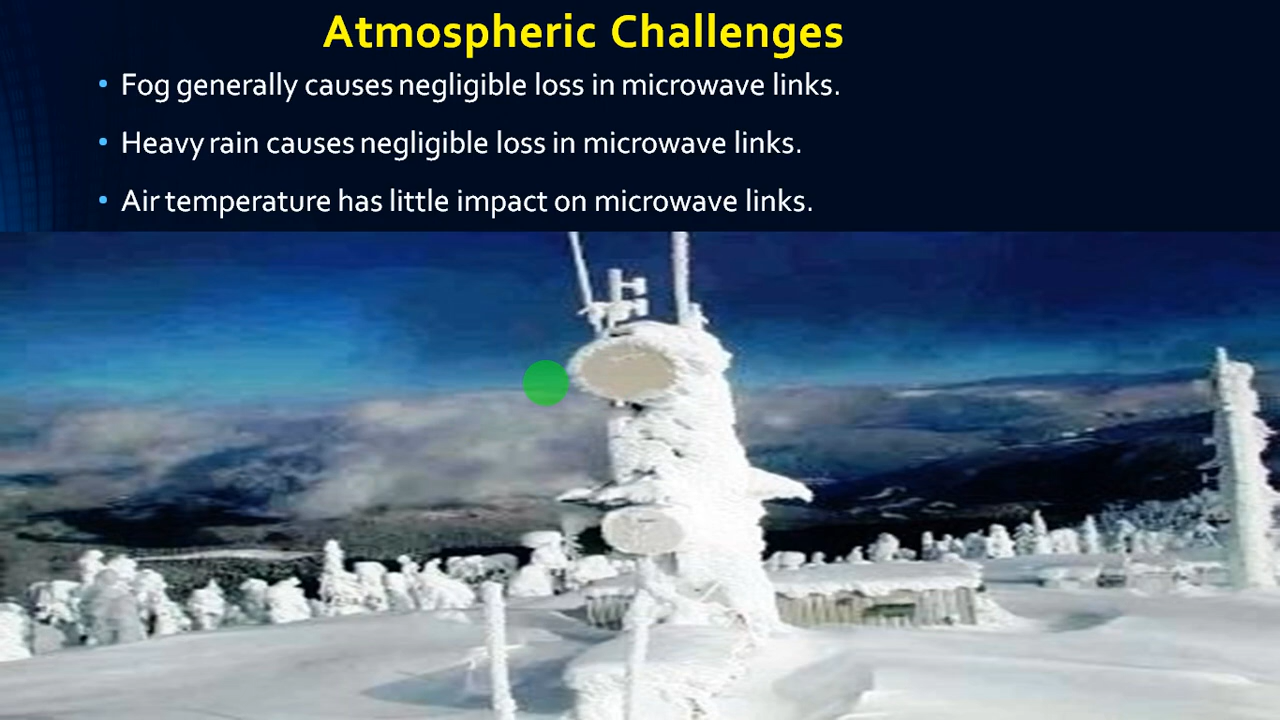 Atmospheric Challenges
• Fog generally causes negligible loss in microwave links.
• Heavy rain causes negligible loss in microwave links.
• Air temperature has little impact on microwave links.